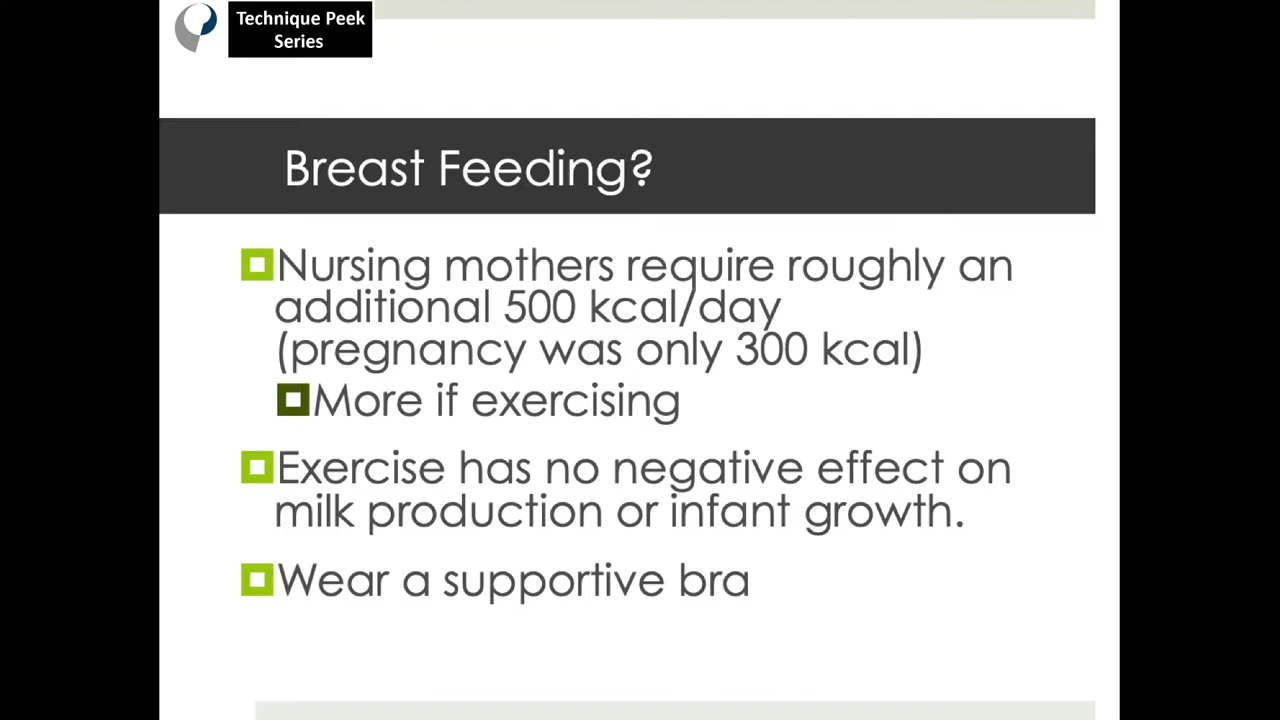 Technique Peek
Series
Breast Feeding?
Nursing mothers require roughly an
additional 500 kcal/day
(pregnancy was only 300 kcal)
More if exercising
Exercise has no negative effect on
milk production or infant growth.
Wear a supportive bra